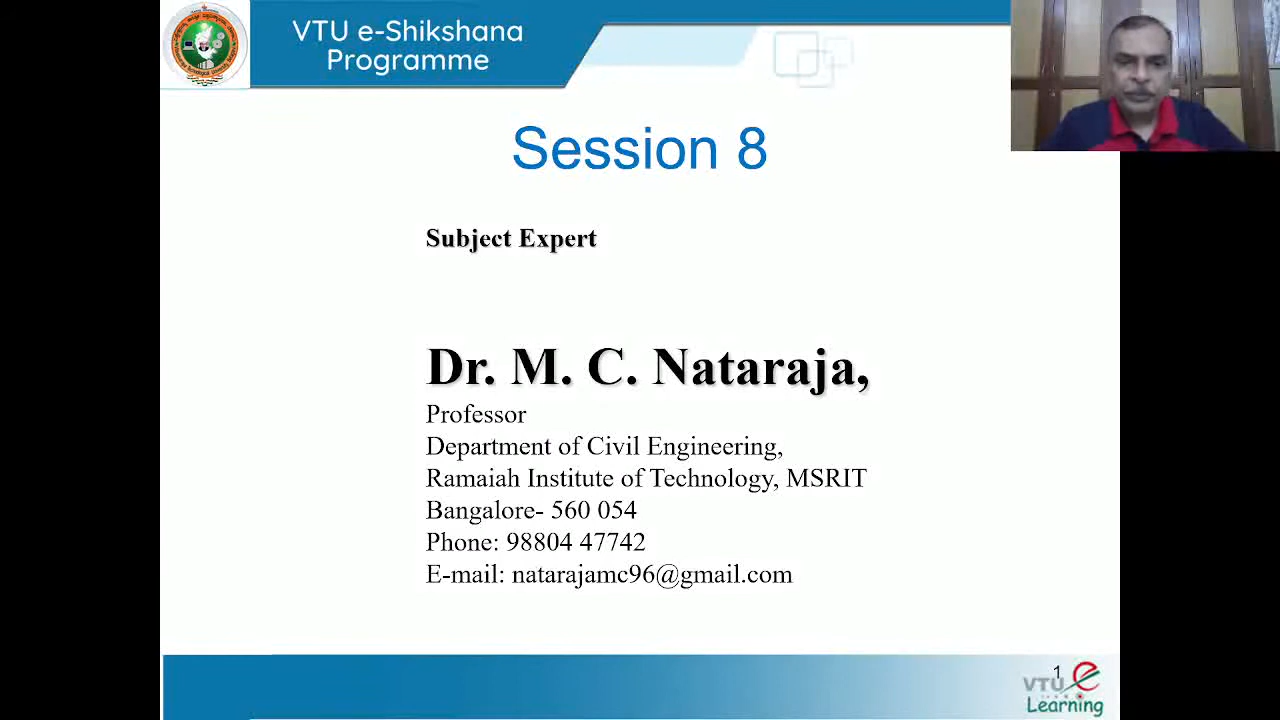 VTU e-Shikshana
Programme
Session 8
Subject Expert
Dr. M. C. Nataraja,
Professor
Department of Civil Engineering,
Ramaiah Institute of Technology, MSRIT
Bangalore- 560 054
Phone: 98804 47742
E-mail: natarajamc96@gmail.com
1
VTU e
Learning